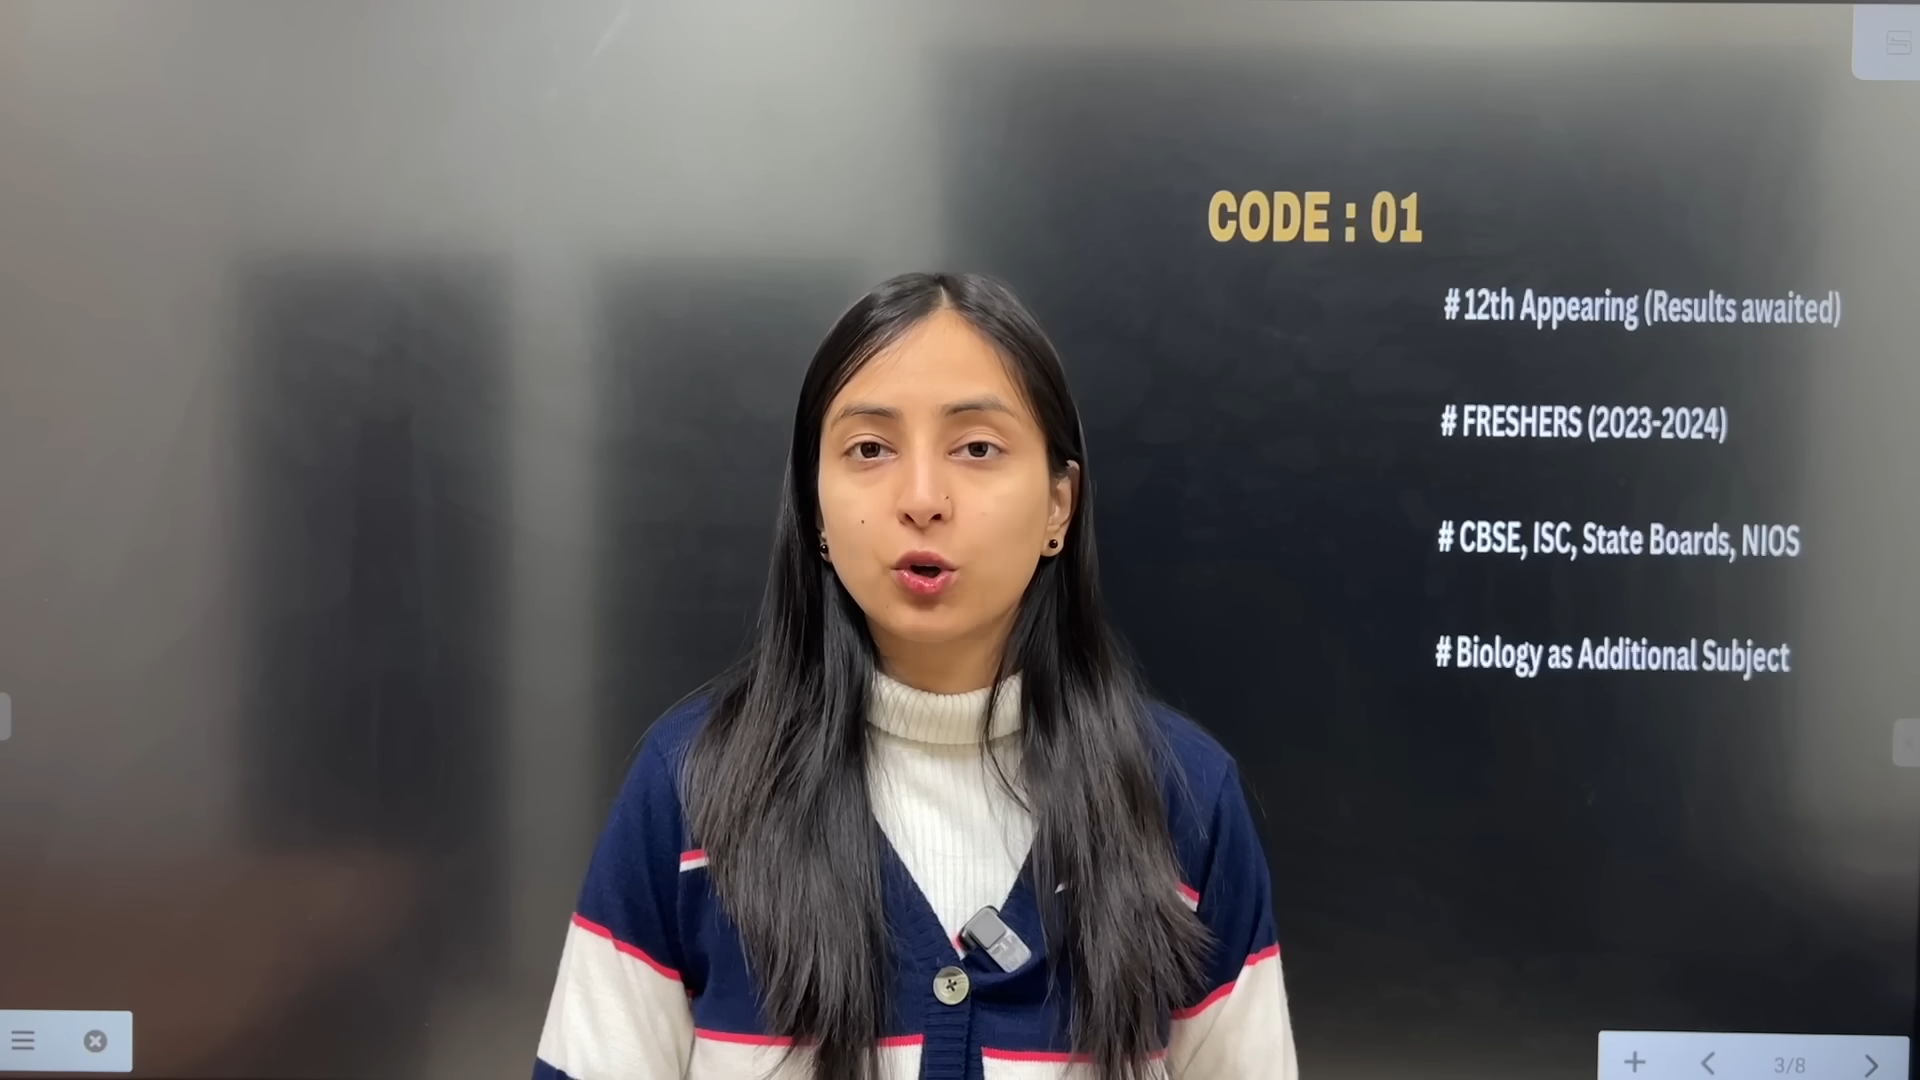 CODE : 01
# 12th Appearing (Results awaited)
# FRESHERS (2023-2024)
# CBSE, ISC, State Boards, NIOS
# Biology as Additional Subject
3/8